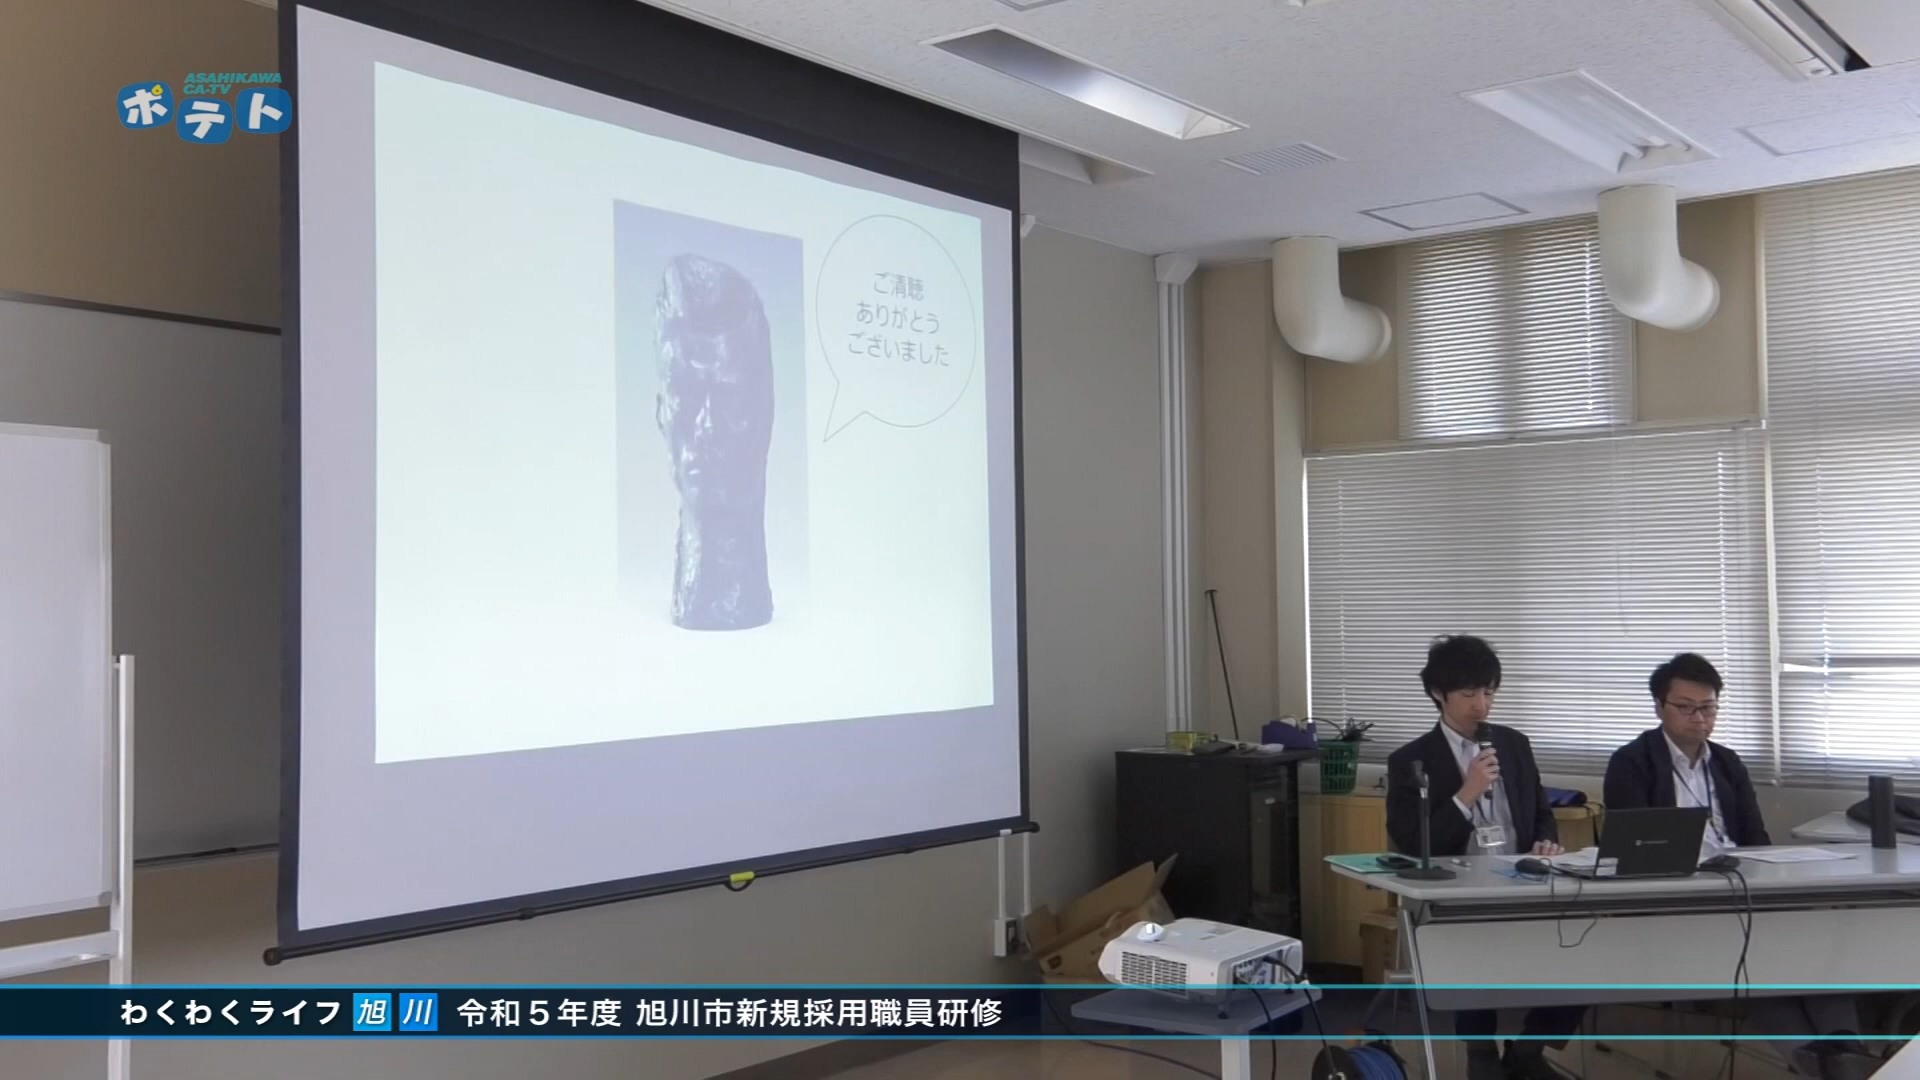 ASAHIKAWA
CA-TV
ポテト
ご清聴
ありがとう
ございました
わくわくライフ 旭川 令和5年度 旭川市新規採用職員研修